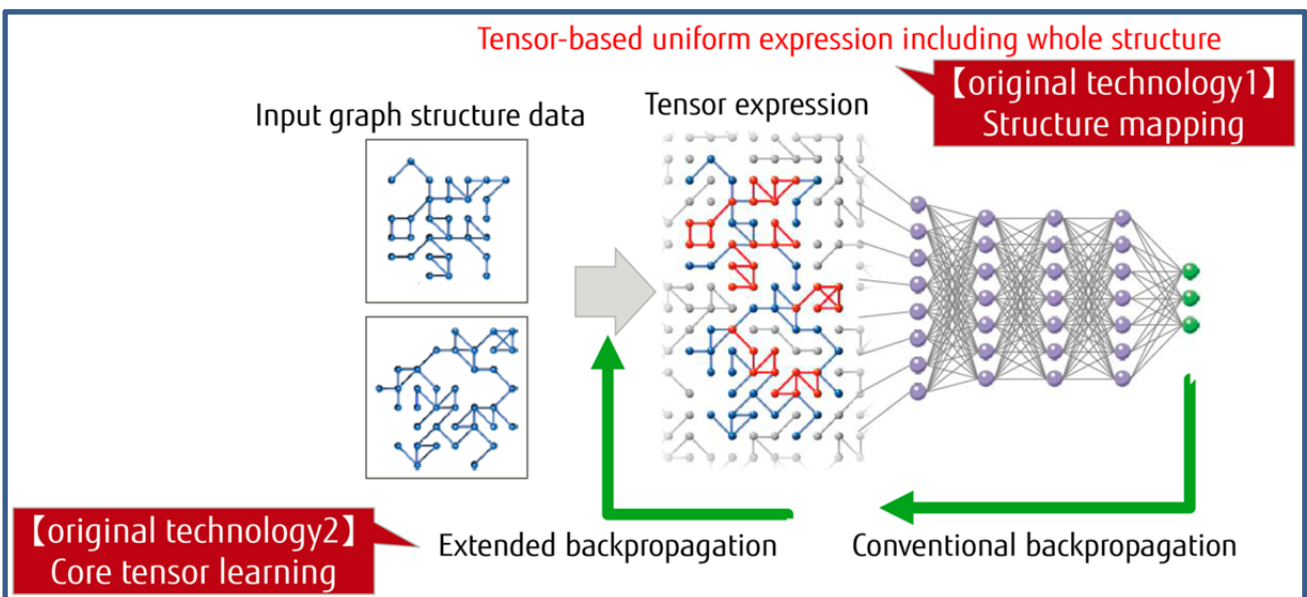 Tensor-based uniform expression including whole structure
【original technology1】
Structure mapping
Input graph structure data
Tensor expression
【original technology2】
Core tensor learning
Extended backpropagation
Conventional backpropagation